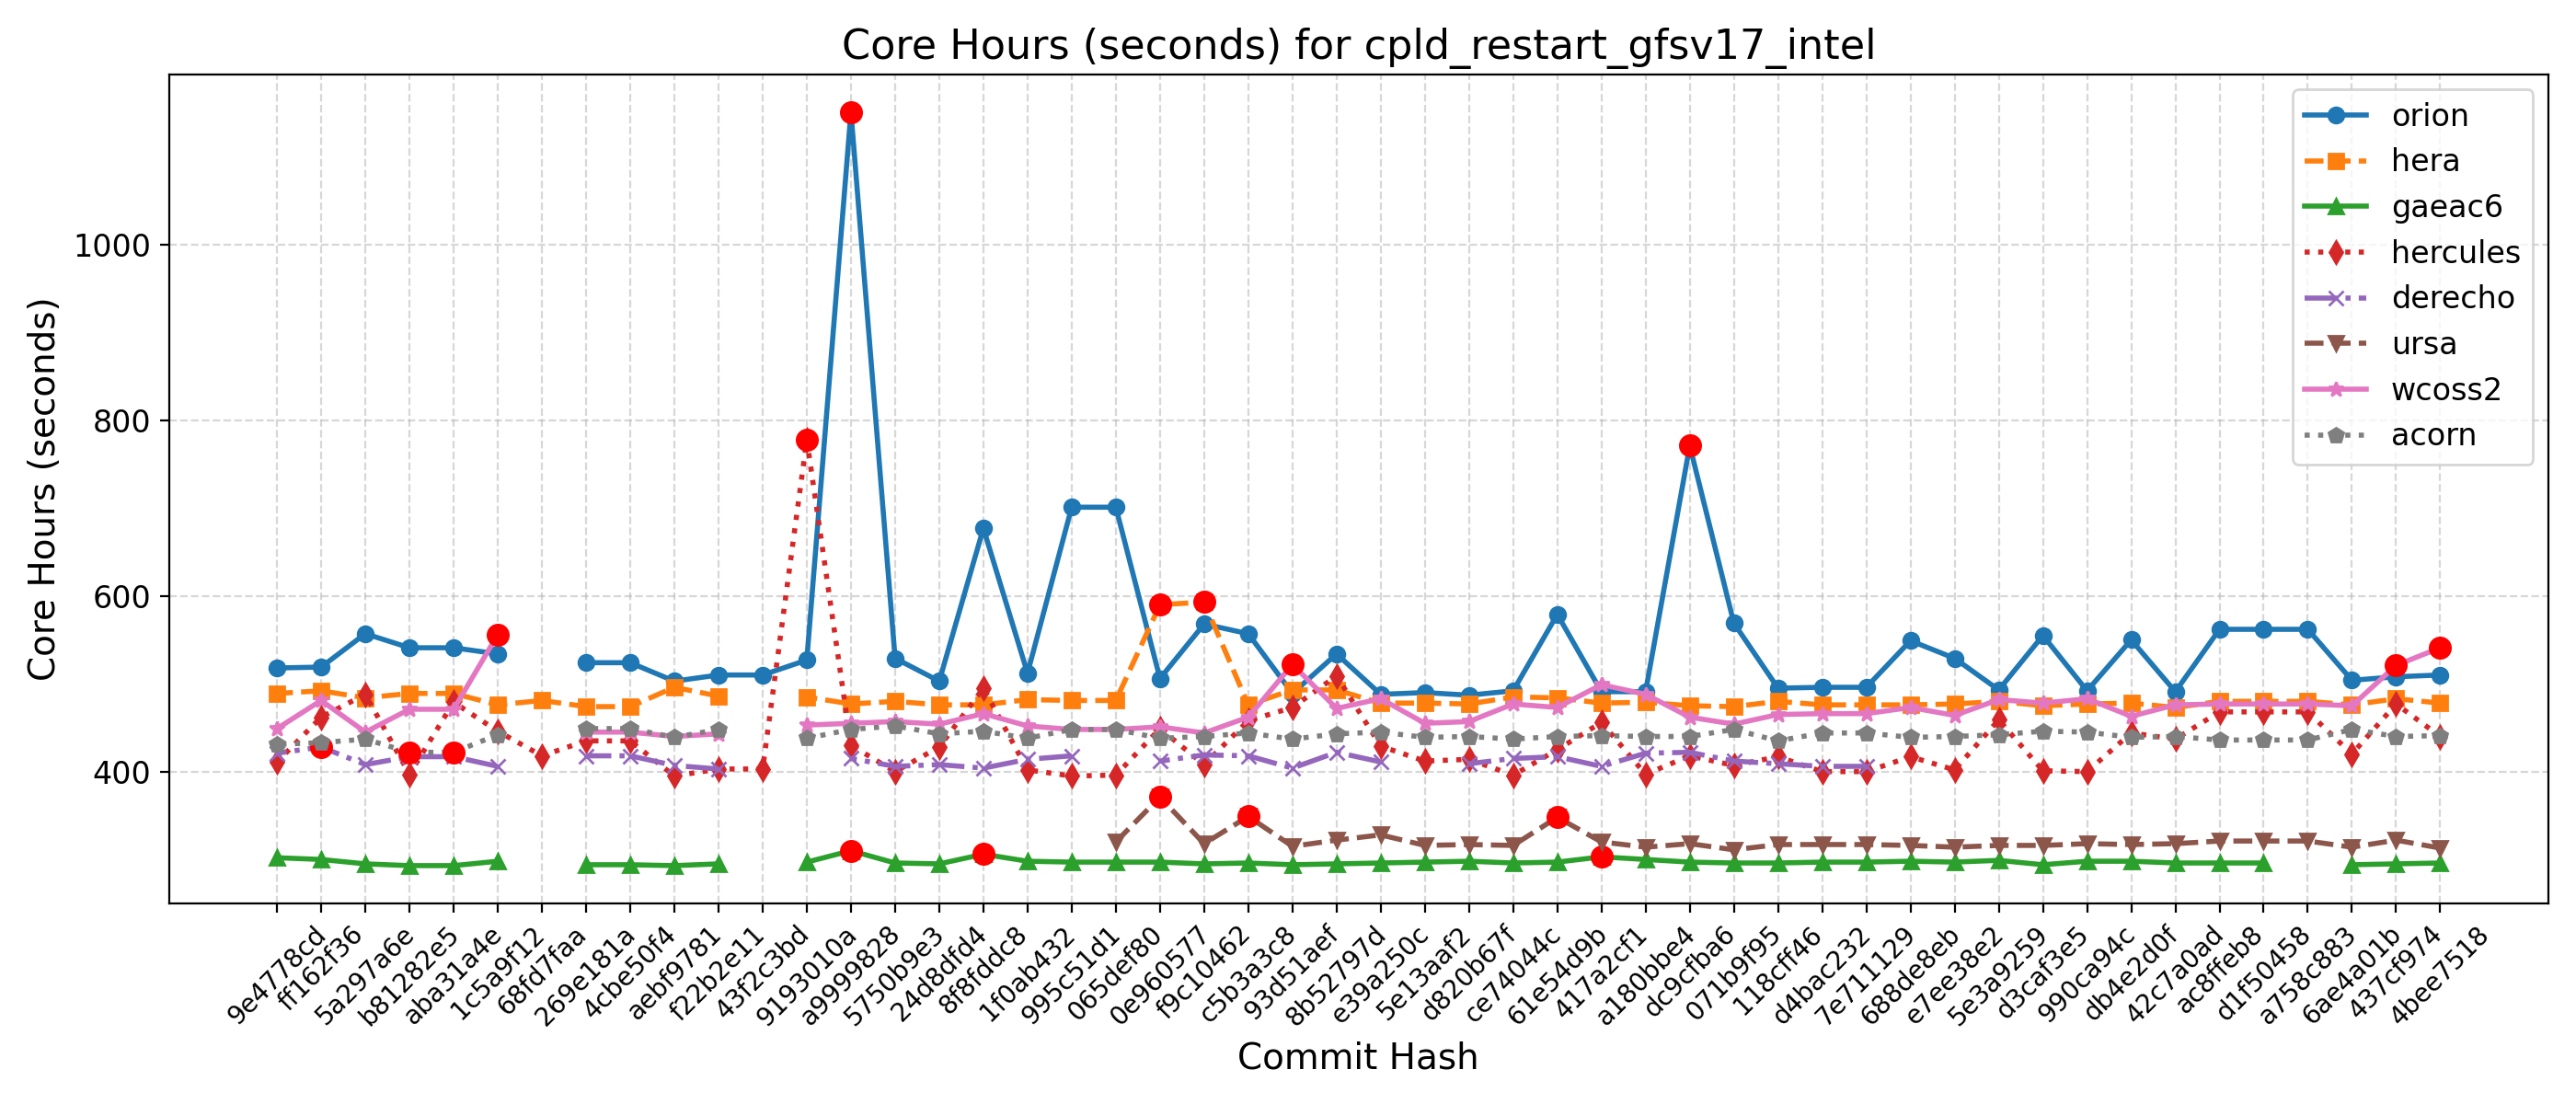 Core Hours (seconds) for cpld_restart_gfsv17_intel
Core Hours (seconds)
1000
800
600
400
orion
hera
gaeac6
hercules
derecho
ursa
wcoss2
acorn
9e4778cd
ff162f36
5a297a6e
b81282e5
aba31a4e
1c5a9f12
68fd7faa
269e181a
4cbe50f4
aebf9781
f22b2e11
43f2c3bd
9193010a
a9999828
5750b9e3
24d8dfd4
8f8fddc8
1f0ab432
995c51d1
065def80
0e960577
f9c10462
c5b3a3c8
93d51aef
8b52797d
e39a250c
5e13aaf2
d820b67f
ce74044c
61e54d9b
417a2cf1
a180bbe4
dc9cfba6
071b9f95
118cff46
d4bac232
7e711129
688de8eb
e7ee38e2
5e3a9259
d3caf3e5
990ca94c
db4e2d0f
42c7a0ad
ac8ffeb8
d1f50458
a758c883
6ae4a01b
437cf974
4bee7518
Commit Hash